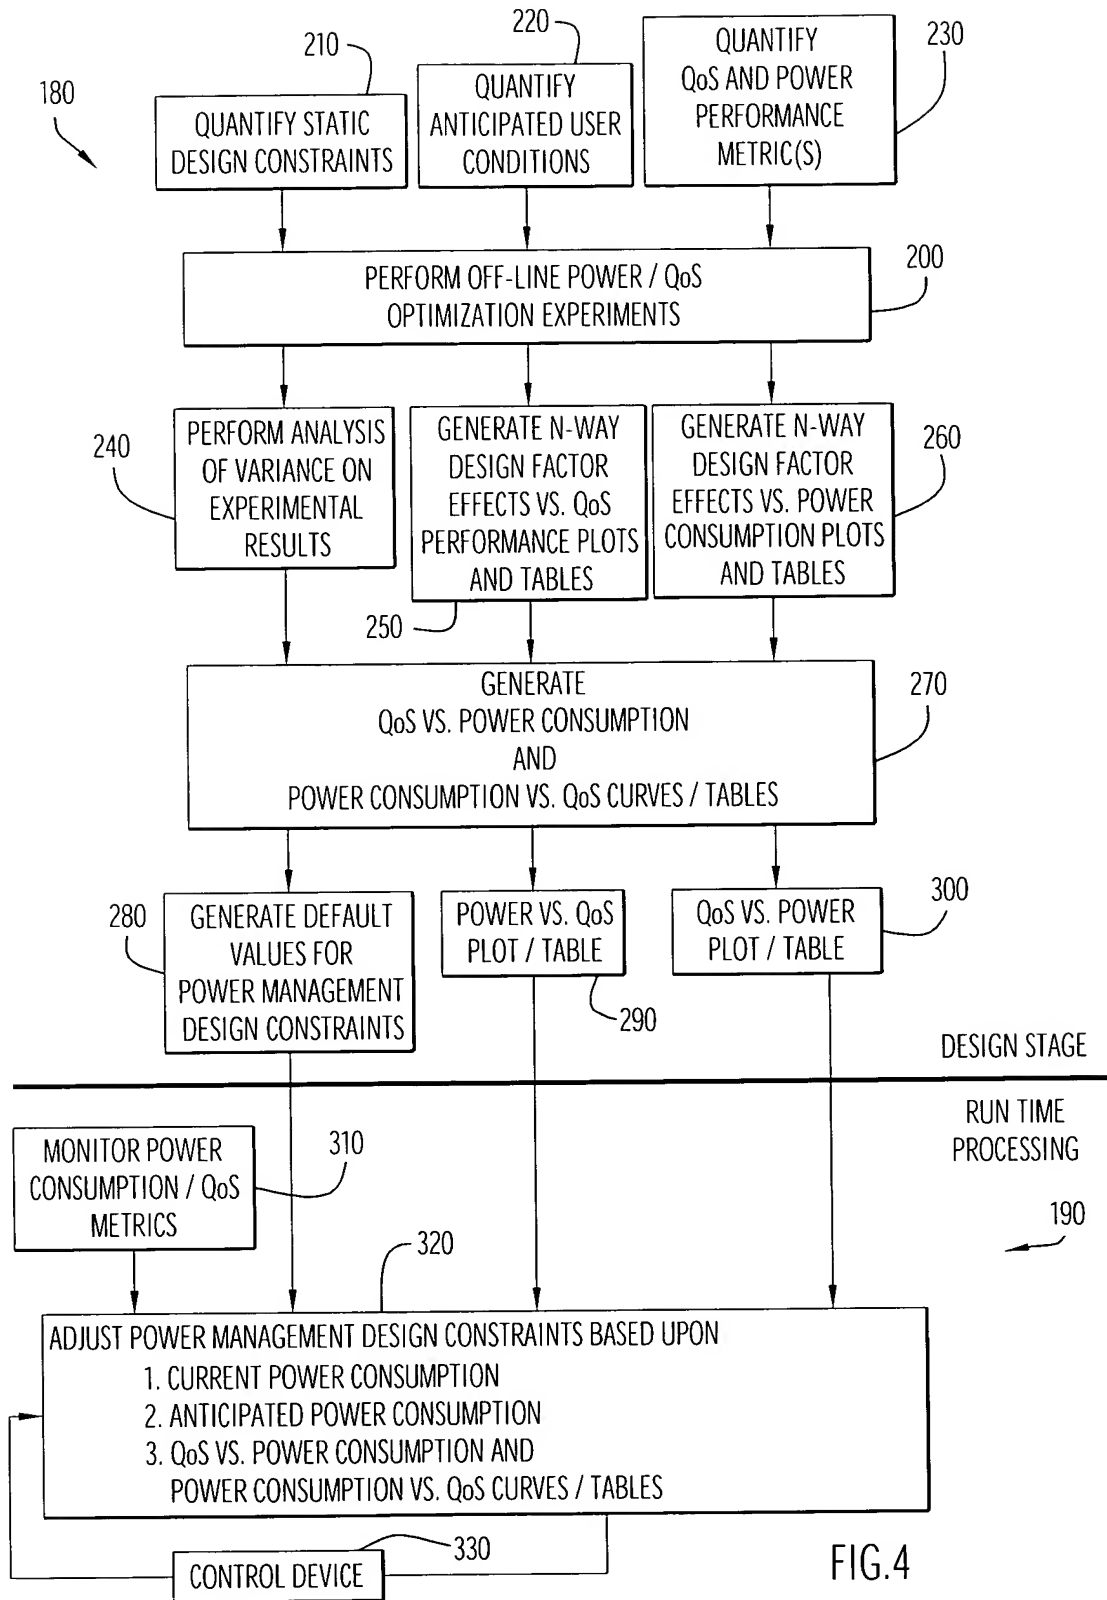 180
210
QUANTIFY STATIC
DESIGN CONSTRAINTS
220
QUANTIFY
ANTICIPATED USER
CONDITIONS
230
QUANTIFY
QoS AND POWER
PERFORMANCE
METRIC(S)
PERFORM OFF-LINE POWER / QoS
OPTIMIZATION EXPERIMENTS
200
240
PERFORM ANALYSIS
OF VARIANCE ON
EXPERIMENTAL
RESULTS
GENERATE N-WAY
DESIGN FACTOR
EFFECTS VS. QoS
PERFORMANCE PLOTS
AND TABLES
250
GENERATE N-WAY
DESIGN FACTOR
EFFECTS VS. POWER
CONSUMPTION PLOTS
AND TABLES
260
GENERATE
QoS VS. POWER CONSUMPTION
AND
POWER CONSUMPTION VS. QoS CURVES / TABLES
270
280
GENERATE DEFAULT
VALUES FOR
POWER MANAGEMENT
DESIGN CONSTRAINTS
POWER VS. QoS
PLOT / TABLE
290
QoS VS. POWER
PLOT / TABLE
300
DESIGN STAGE
RUN TIME
PROCESSING
190
MONITOR POWER
CONSUMPTION / QoS
METRICS
310
320
ADJUST POWER MANAGEMENT DESIGN CONSTRAINTS BASED UPON
1. CURRENT POWER CONSUMPTION
2. ANTICIPATED POWER CONSUMPTION
3. QoS VS. POWER CONSUMPTION AND
POWER CONSUMPTION VS. QoS CURVES / TABLES
330
CONTROL DEVICE
FIG.4